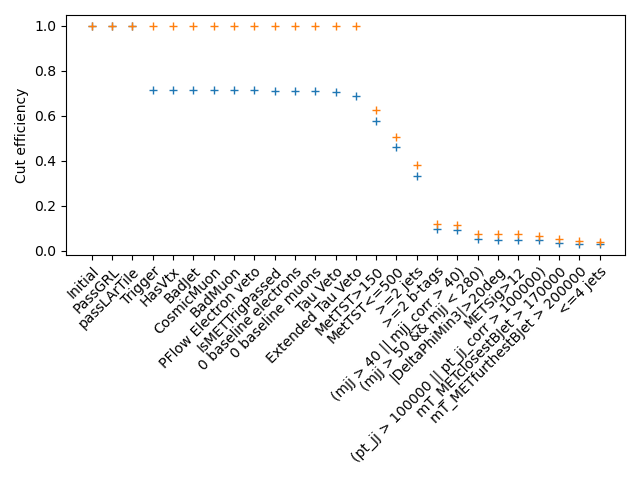 Cut efficiency
1.0
0.8
0.6
0.4
0.2
0.0
Initial
PassGRL
passLArTile
Trigger
HasVtx
BadJet
CosmicMuon
BadMuon
PFlow Electron veto
IsMETTrigPassed
0 baseline electrons
0 baseline muons
Tau Veto
Extended Tau Veto
MetTST>150
MetTST<=500
>=2 jets
>=2 b-tags
(mjj > 40 || mjj_corr > 40)
(mjj > 50 && mjj < 280)
|DeltaPhiMin3|>20deg
METSig>12
(pt_jj > 100000 || pt_jj_corr > 100000)
mT_METclosestBJet > 170000
mT_METfurthestBJet > 200000
<=4 jets